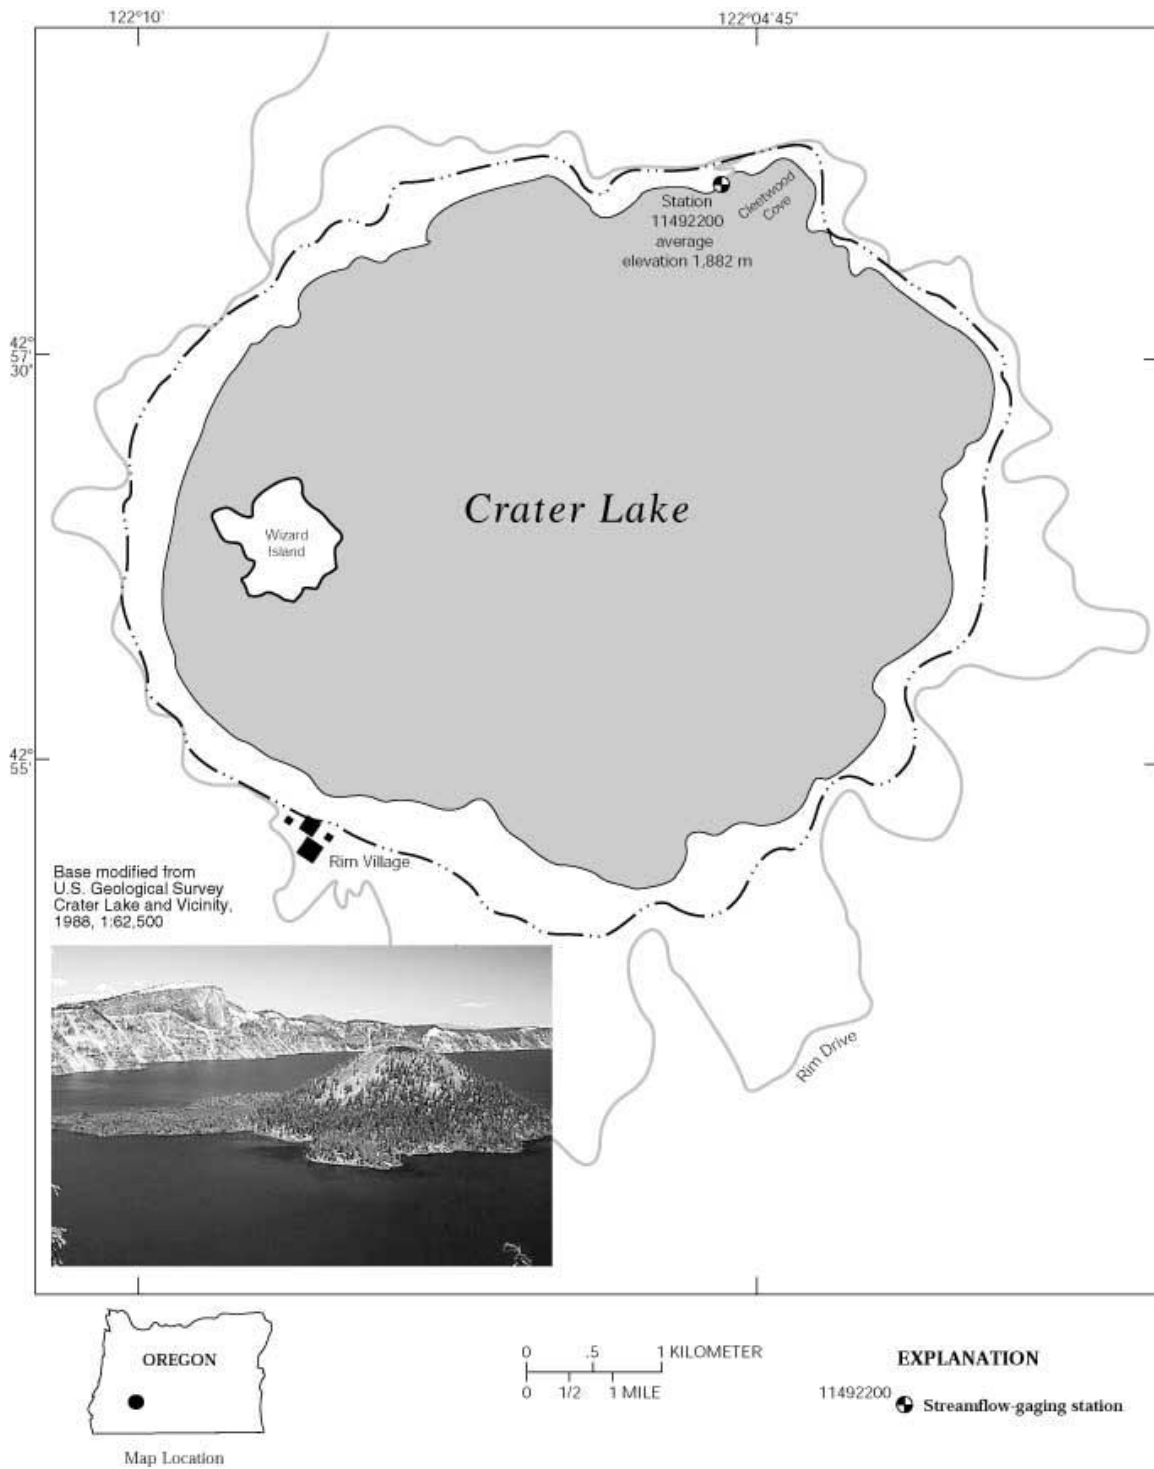 122°10'
122°04'45"
Station
11492200
average
elevation 1,882 m
Cleetwood
Cove
42°
57'
30"
Crater Lake
Wizard
Island
42°
55'
Rim Village
Base modified from
U.S. Geological Survey
Crater Lake and Vicinity,
1988, 1:62,500
Rim Drive
OREGON
Map Location
0 .5 1 KILOMETER
0 1/2 1 MILE
EXPLANATION
11492200
Streamflow-gaging station